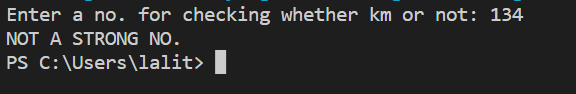 Enter a no. for checking whether km or not: 134
NOT A STRONG NO.
PS C:\Users\lalit>